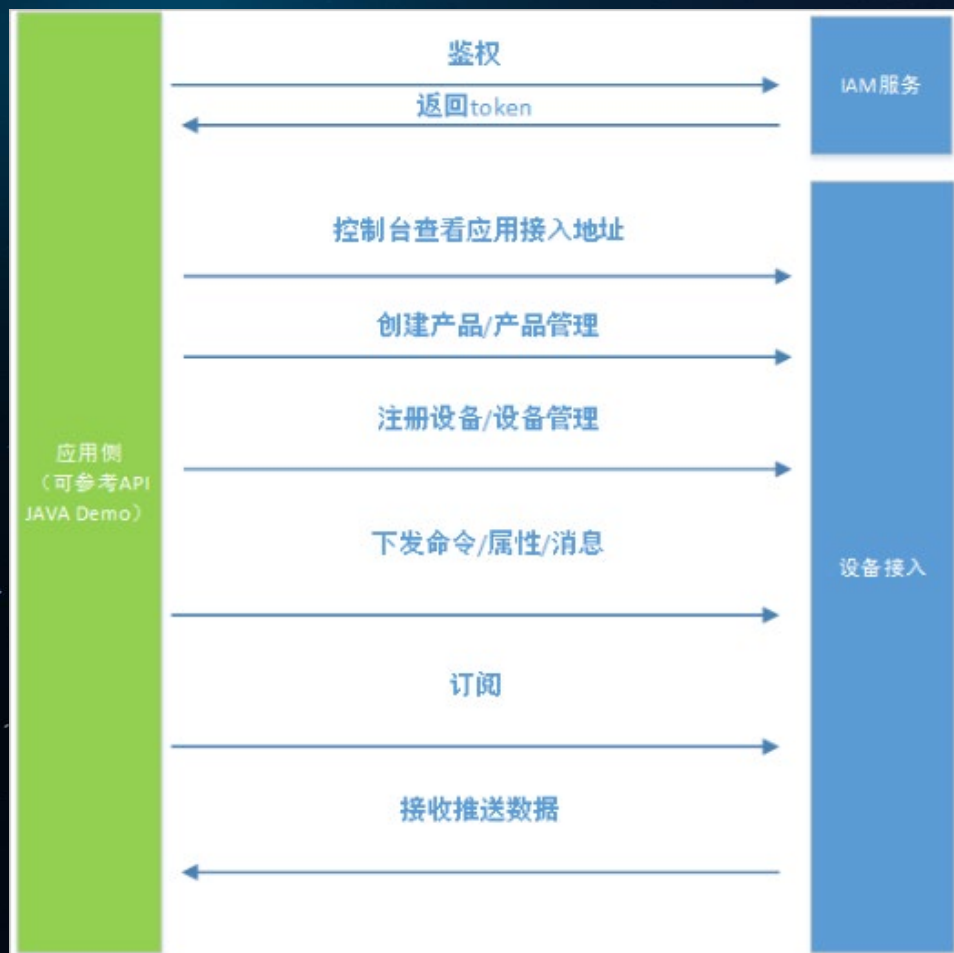 鉴权
IAM服务
返回token
控制台查看应用接入地址
创建产品/产品管理
注册设备/设备管理
应用侧
（可参考API
JAVA Demo）
下发命令/属性/消息
设备接入
订阅
接收推送数据